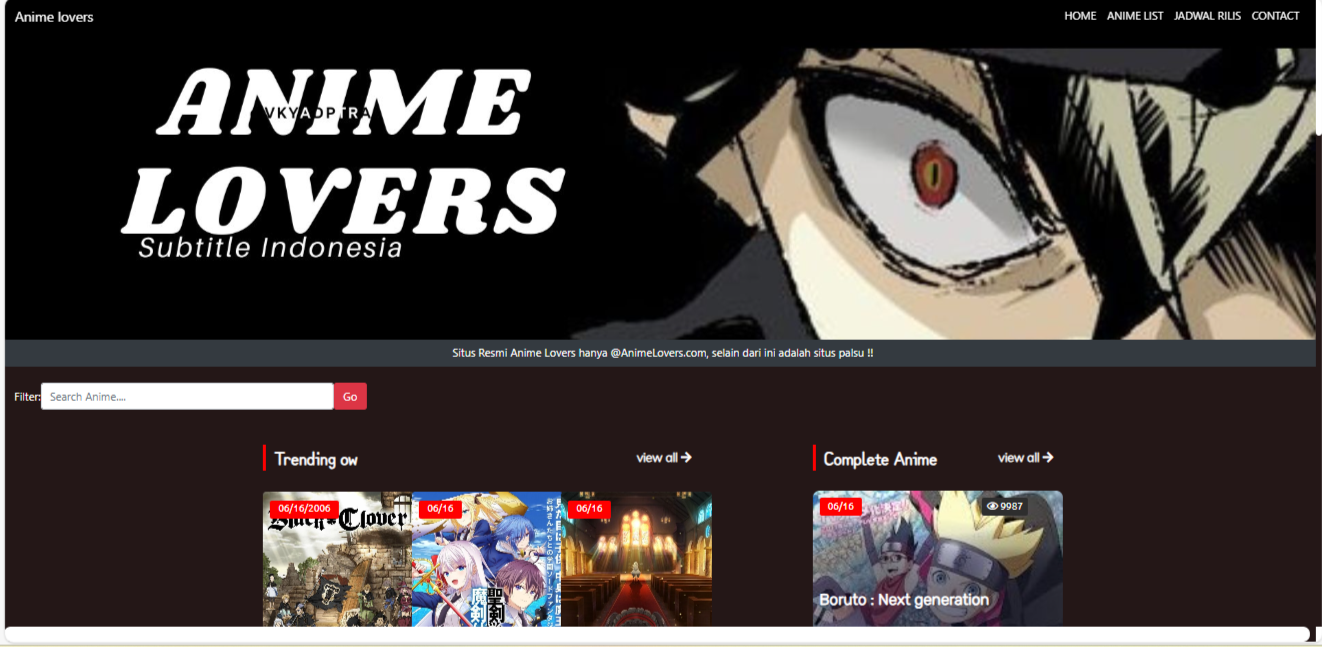 Anime lovers
HOME ANIME LIST JADWAL RILIS CONTACT
ANIME
VKYADPTRA
LOVERS
Subtitle Indonesia
Situs Resmi Anime Lovers hanya @AnimeLovers.com, selain dari ini adalah situs palsu !!
Filter: Search Anime.... Go
Trending ow
view all
Complete Anime
view all
06/16/2006
Black Clover
06/16
06/16
06/16
9987
Boruto : Next generation